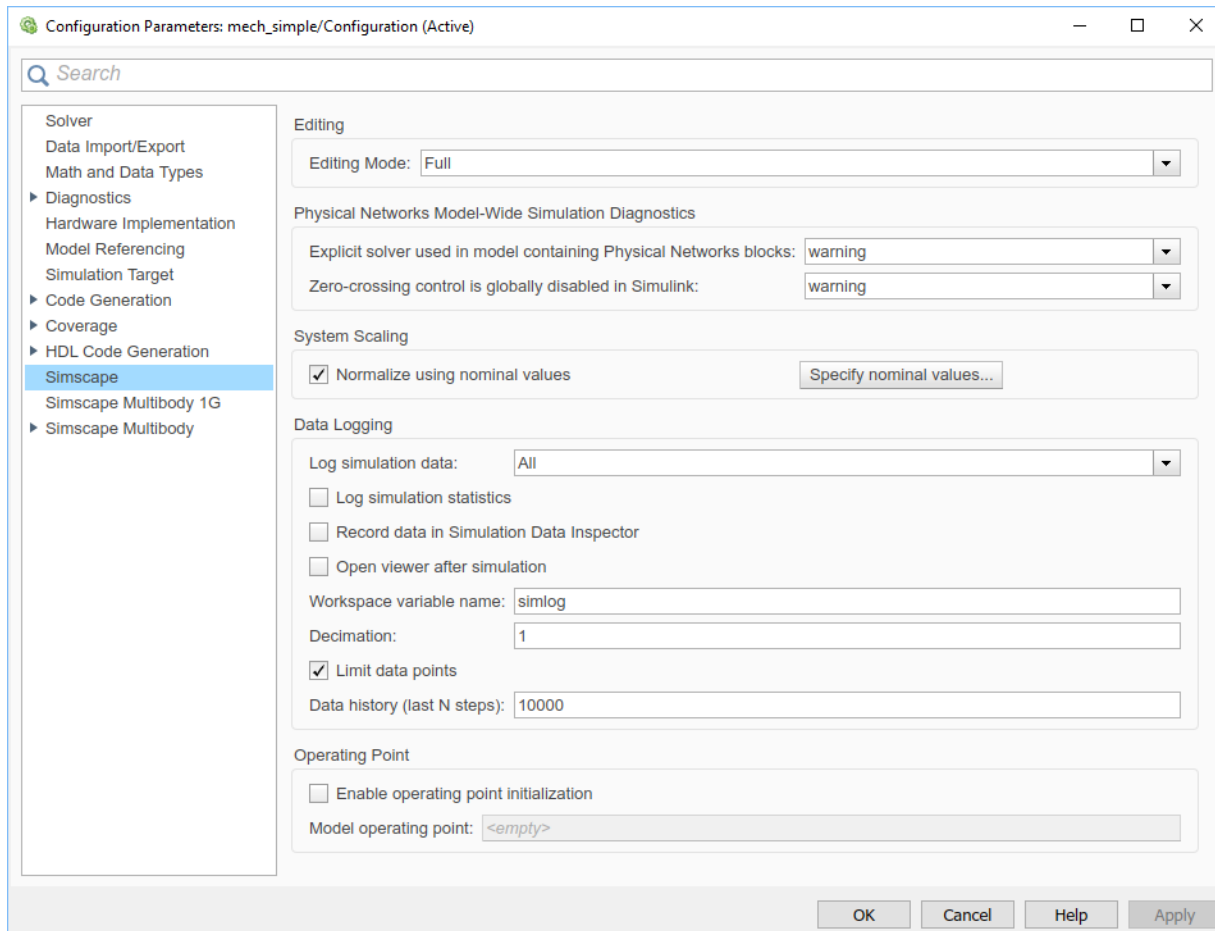 Configuration Parameters: mech_simple/Configuration (Active)
Search
Solver
Data Import/Export
Math and Data Types
Diagnostics
Hardware Implementation
Model Referencing
Simulation Target
Code Generation
Coverage
HDL Code Generation
Simscape
Simscape Multibody 1G
Simscape Multibody
Editing
Editing Mode: Full
Physical Networks Model-Wide Simulation Diagnostics
Explicit solver used in model containing Physical Networks blocks: warning
Zero-crossing control is globally disabled in Simulink: warning
System Scaling
Normalize using nominal values Specify nominal values...
Data Logging
Log simulation data: All
Log simulation statistics
Record data in Simulation Data Inspector
Open viewer after simulation
Workspace variable name: simlog
Decimation: 1
Limit data points
Data history (last N steps): 10000
Operating Point
Enable operating point initialization
Model operating point: <empty>
OK Cancel Help Apply